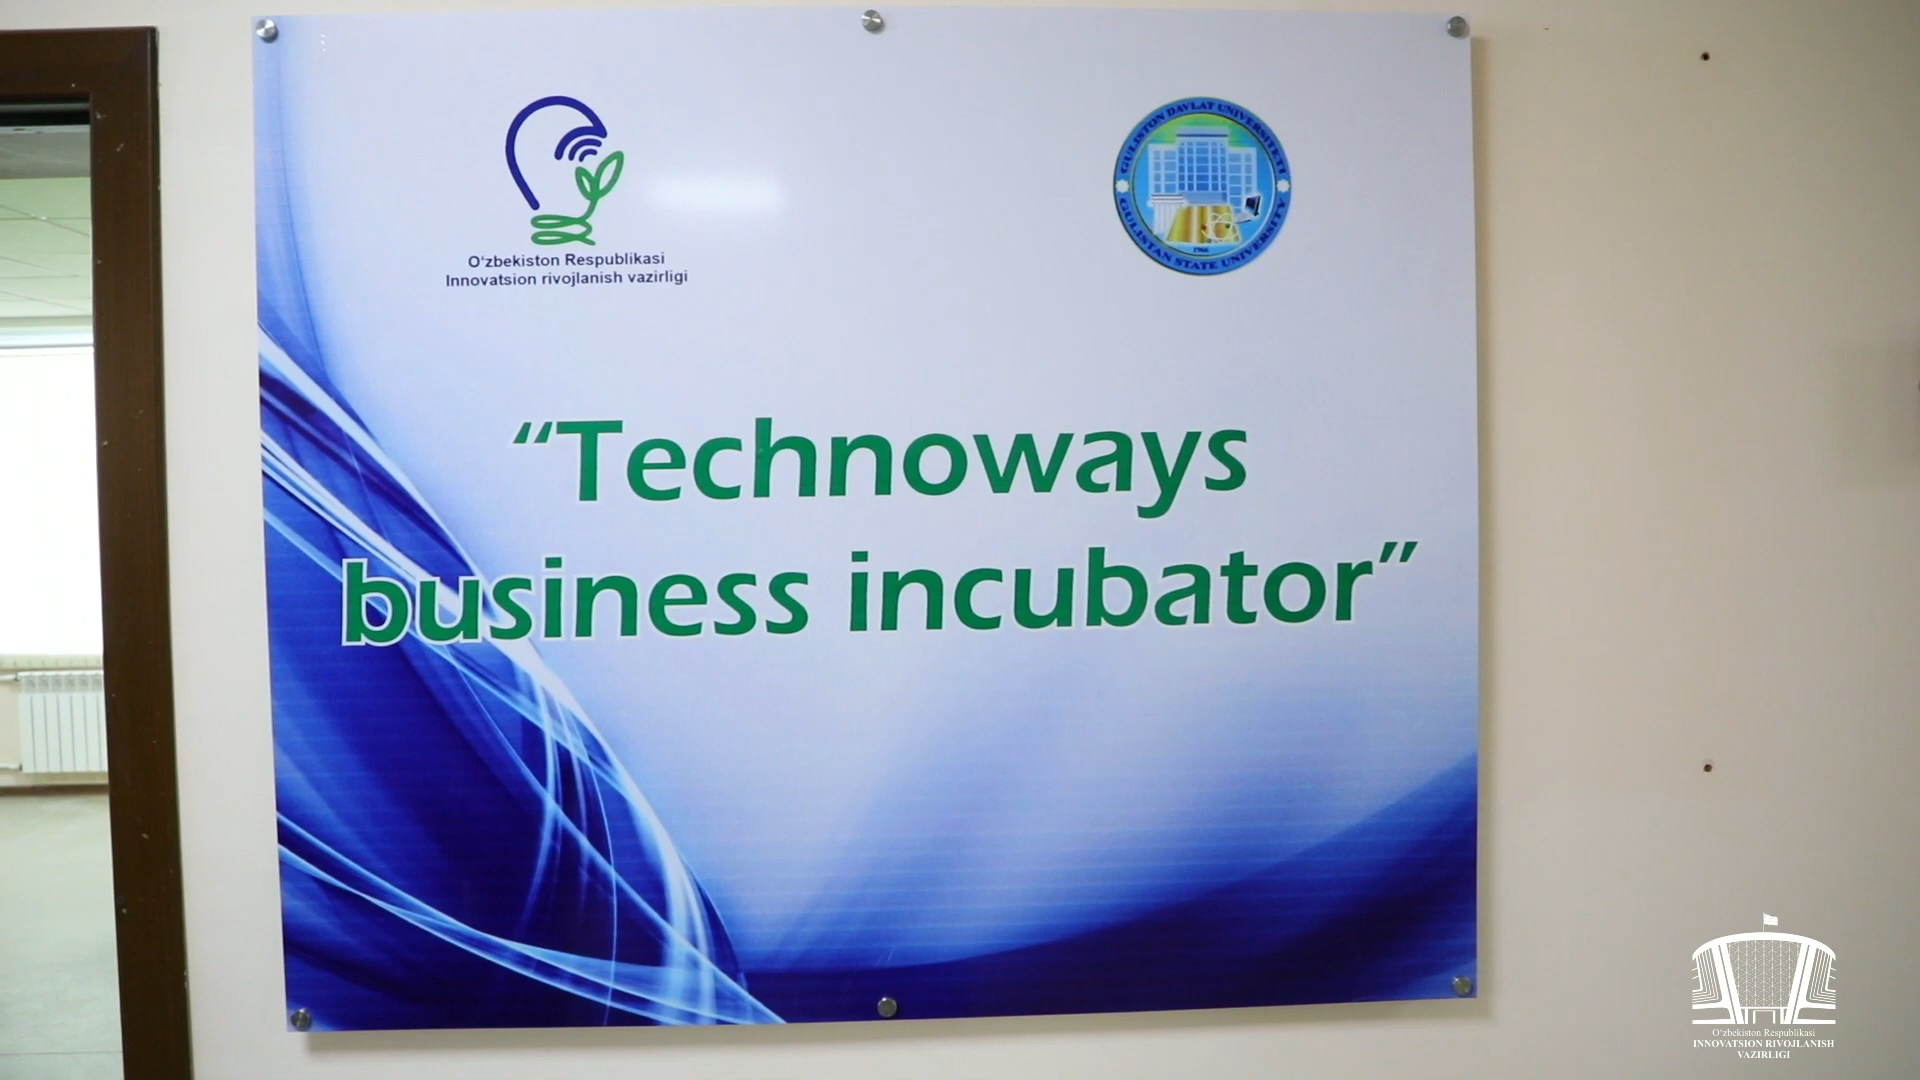 O‘zbekiston Respublikasi
Innovatsion rivojlanish vazirligi
GULISTON DAVLAT UNIVERSITETI
GULISTAN STATE UNIVERSITY
1966
“Technoways
business incubator”
O‘zbekiston Respublikasi
INNOVATSION RIVOJLANISH
VAZIRLIGI